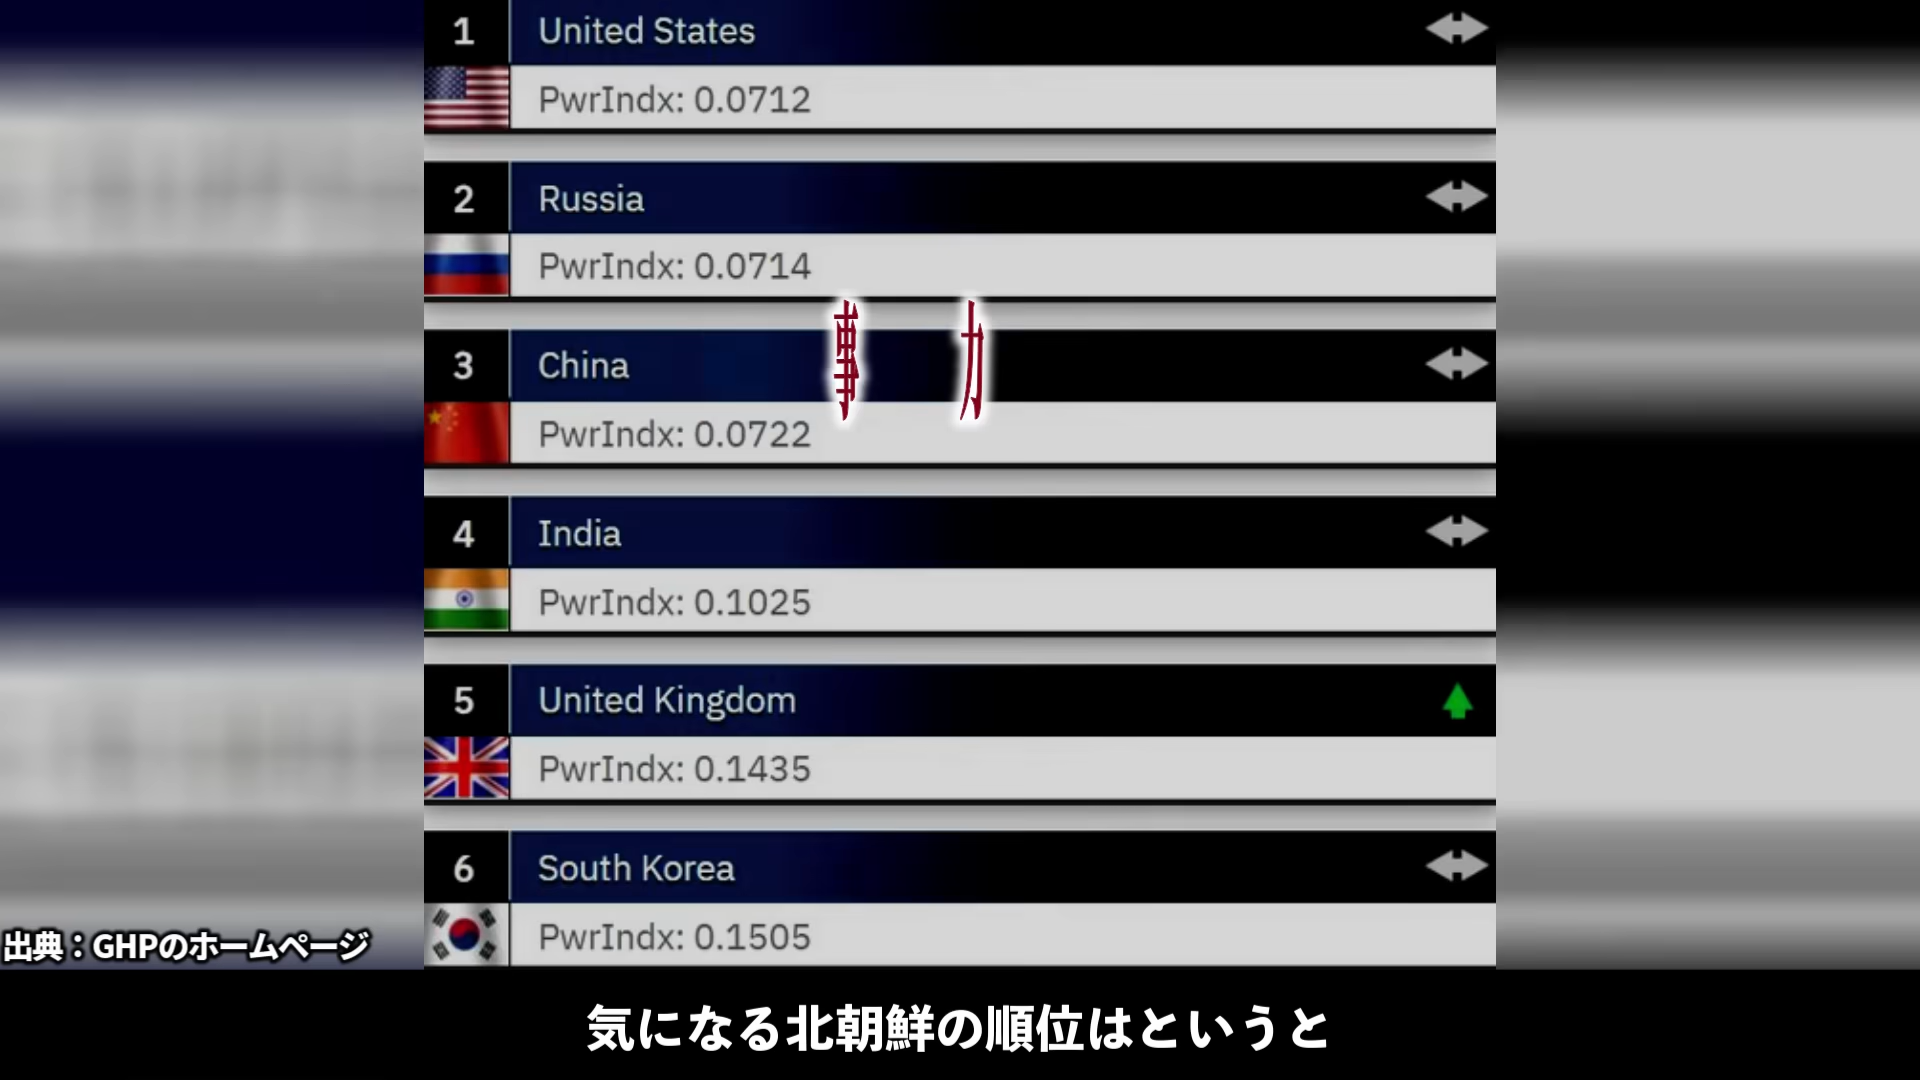 1 United States
PwrIndx: 0.0712
2 Russia
PwrIndx: 0.0714
3 China
PwrIndx: 0.0722
4 India
PwrIndx: 0.1025
5 United Kingdom
PwrIndx: 0.1435
6 South Korea
PwrIndx: 0.1505
出典：GHPのホームページ
気になる北朝鮮の順位はというと